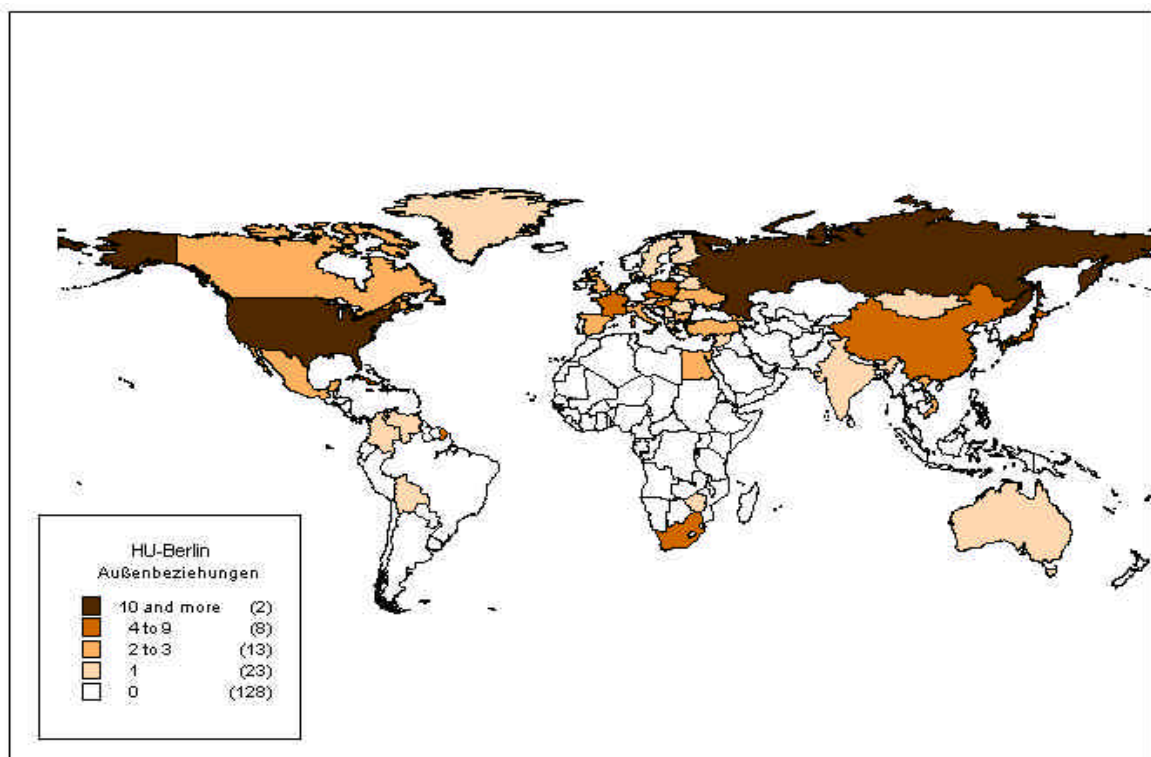 HU-Berlin
Außenbeziehungen
10 and more (2)
4 to 9 (8)
2 to 3 (13)
1 (23)
0 (128)